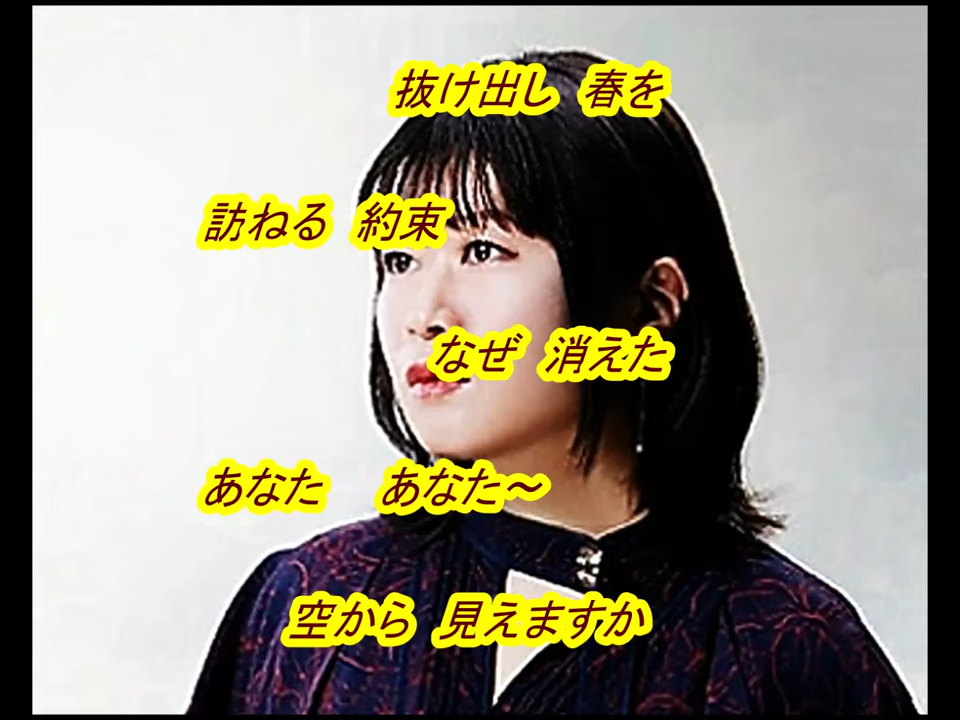 抜け出し　春を
訪ねる　約束
なぜ　消えた
あなた　あなた～
空から　見えますか